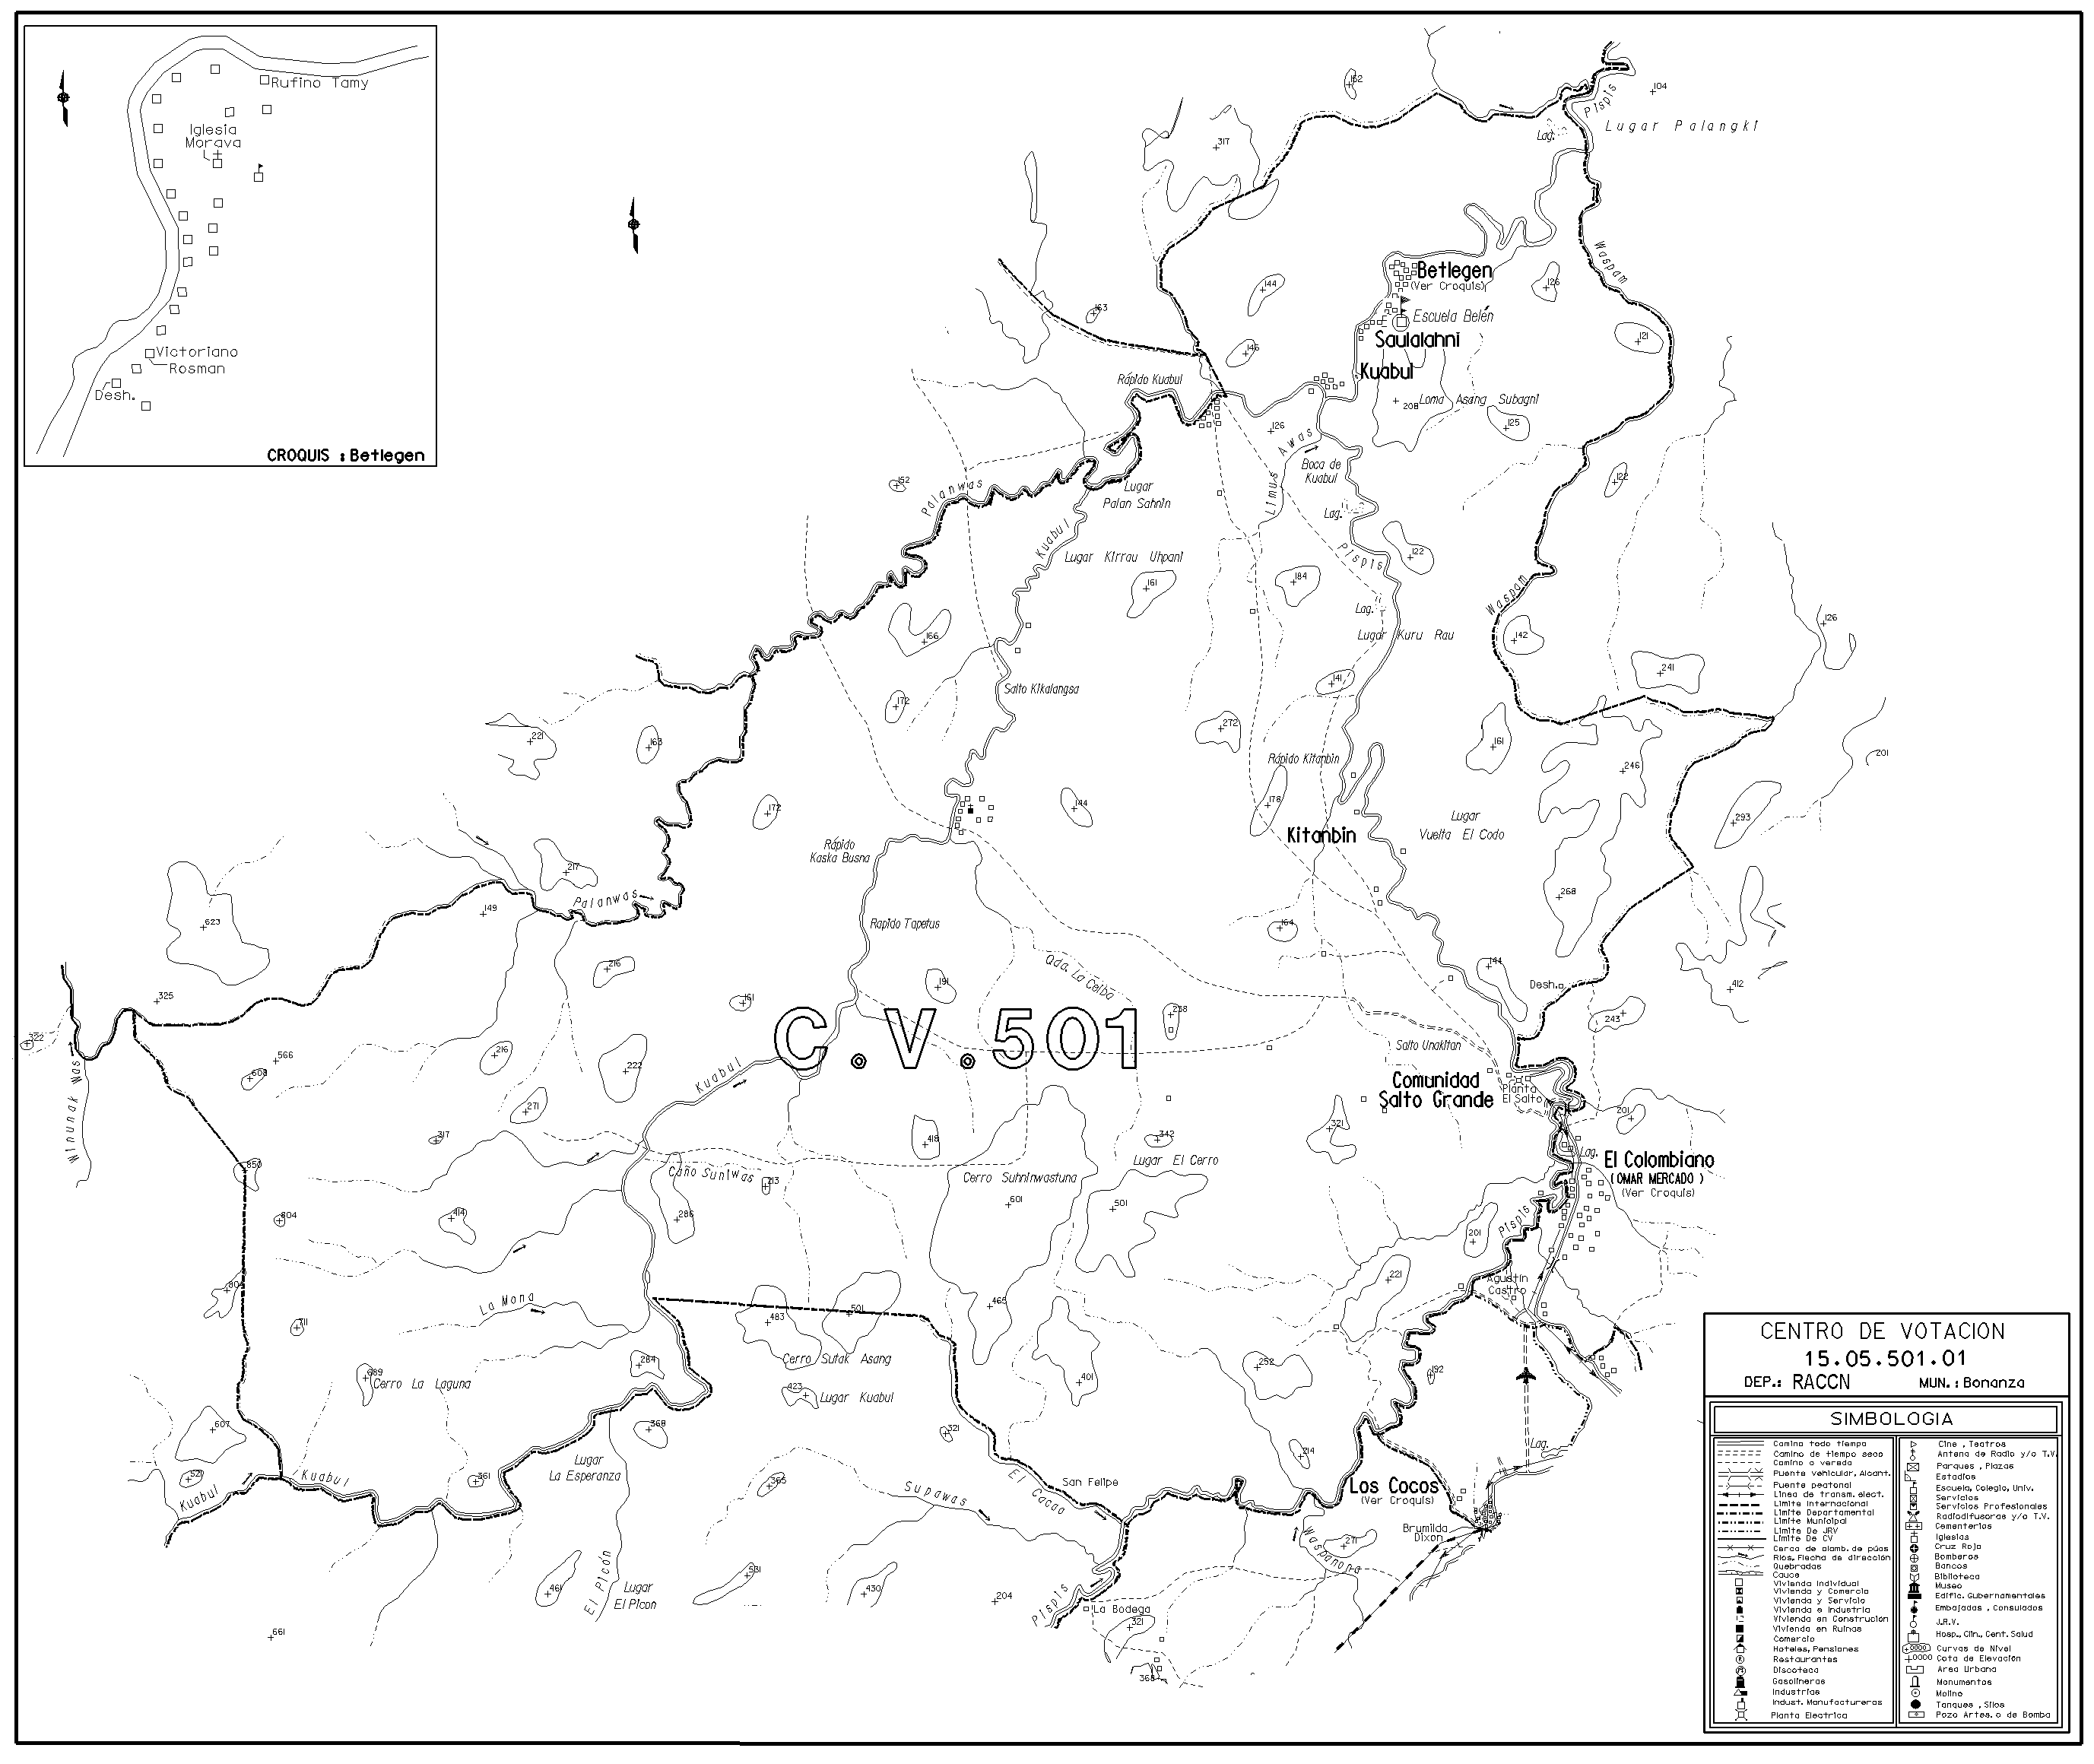 Rufino Tamy
Iglesia
Morava
Victoriano
Rosman
Desh.
CROQUIS : Betlegen
152
104
Pispis
Lugar Palangki
Lag.
317
Waspam
Betlegen
(Ver Croquis)
144
126
163
Escuela Belén
Saulalahni
121
146
Kuabul
Rápido Kuabul
208
Loma Asang Subagni
125
126
Awas
Limus
Boca de
Kuabul
152
Palanwas
Lugar
Palan Sahnin
122
Lag.
Kuabul
Lugar Kirrau Uhpani
Pispis
122
161
184
Waspam
Lag.
126
166
Lugar Kuru Rau
142
241
141
Salto Kikalangsa
172
272
221
163
161
201
Rápido Kitanbin
246
172
144
178
Lugar
Vuelta El Codo
293
Kitanbin
Rápido
Kaska Busna
217
268
Palanwas
149
623
Rapido Tapetus
164
Qda. La Ceiba
216
144
191
Desh.
412
325
161
238
243
C.V.501
322
Salto Unakitan
566
216
608
222
Kuabul
Winunak Was
Comunidad
Salto Grande
Planta
El Salto
271
201
321
317
418
342
Lag.
El Colombiano
(OMAR MERCADO)
(Ver Croquis)
850
Caño Suniwas
213
Cerro Suhninwastuna
Lugar El Cerro
601
501
804
414
286
Pispis
201
221
Agustín
Castro
La Mona
465
483
501
711
Cerro Sutak Asang
284
252
192
689
Cerro La Laguna
401
423
Lugar Kuabul
607
368
321
214
Lag.
Lugar
La Esperanza
521
Kuabul
Kuabul
361
365
El Cacao
San Felipe
Supawas
Los Cocos
(Ver Croquis)
Brumilda
Dixon
271
Waspanona
461
531
430
204
El Picón
Lugar
El Picon
Pispis
La Bodega
321
661
368
CENTRO DE VOTACION
15.05.501.01
DEP.: RACCN MUN.: Bonanza
SIMBOLOGIA
Camino todo tiempo
Camino de tiempo seco
Camino o vereda
Puente vehicular, Alcant.
Puente peatonal
Linea de transm. elect.
Limite Internacional
Limite Departamental
Limite Municipal
Limite De JRV
Limite De CV
Cerca de alamb. de púas
Rios, Flecha de dirección
Quebradas
Cauce
Vivienda Individual
Vivienda y Comercio
Vivienda y Servicio
Vivienda e Industria
Vivienda en Construcion
Vivienda en Ruinas
Comercio
Hoteles, Pensiones
Restaurantes
Discoteca
Gasolineras
Industrias
Indust. Manufactureras
Planta Electrica
Cine , Teatros
Antena de Radio y/o T.V.
Parques , Plazas
Estadios
Escuela, Colegio, Univ.
Servicios
Servicios Profesionales
Radiodifusoras y/o T.V.
Cementerios
Iglesias
Cruz Roja
Bomberos
Bancos
Biblioteca
Museo
Edific. Gubernamentales
Embajadas , Consulados
J.R.V.
Hosp., Clin., Cent. Salud
Curvas de Nivel
Cota de Elevación
Area Urbana
Monumentos
Molino
Tanques , Silos
Pozo Artes. o de Bomba